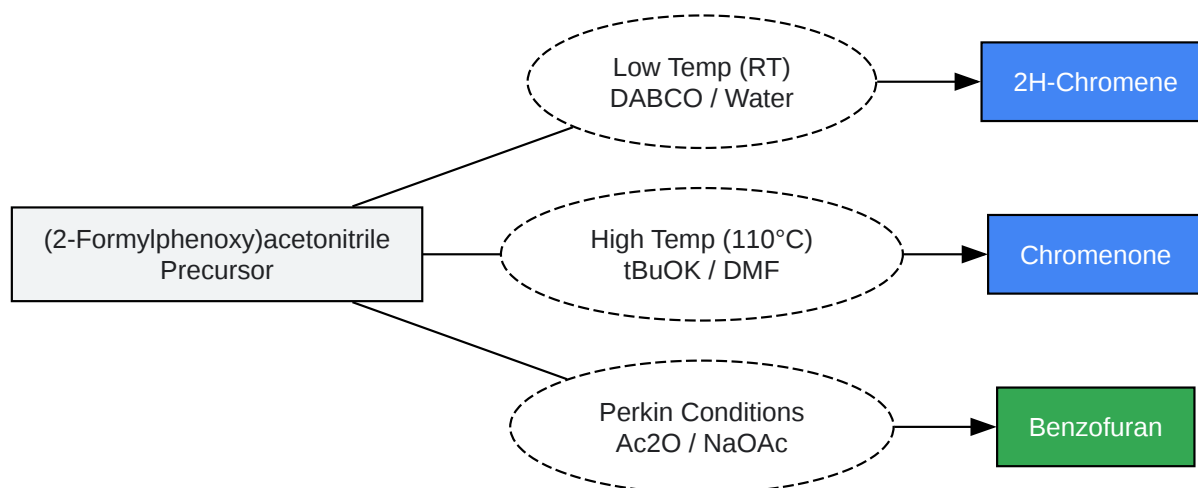 Low Temp (RT)
DABCO / Water
2H-Chromene
(2-Formylphenoxy)acetonitrile
Precursor
High Temp (110°C)
tBuOK / DMF
Chromenone
Perkin Conditions
Ac2O / NaOAc
Benzofuran